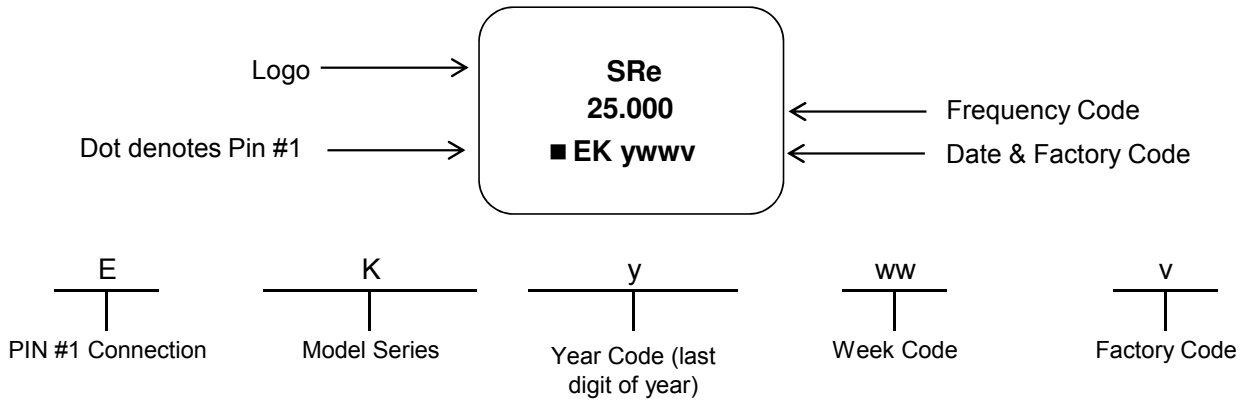 Logo
SRe
25.000
Frequency Code
Dot denotes Pin #1
■ EK ywwv
Date & Factory Code
E
K
y
ww
v
PIN #1 Connection
Model Series
Year Code (last
digit of year)
Week Code
Factory Code